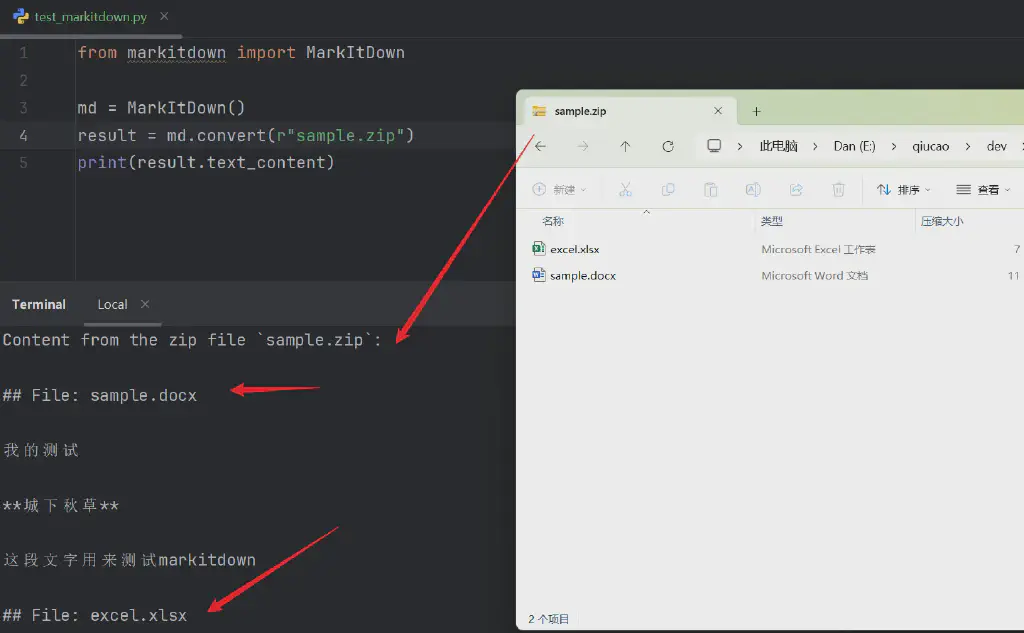 test_markitdown.py
1 from markitdown import MarkItDown
2
3 md = MarkItDown()
4 result = md.convert(r"sample.zip")
5 print(result.text_content)
Terminal Local
Content from the zip file `sample.zip`:
## File: sample.docx
我的测试
**城下秋草**
这段文字用来测试markitdown
## File: excel.xlsx
sample.zip
此电脑 Dan (E:) qiucao dev
新建 排序 查看
名称 类型 压缩大小
excel.xlsx Microsoft Excel 工作表 7
sample.docx Microsoft Word 文档 11
2 个项目